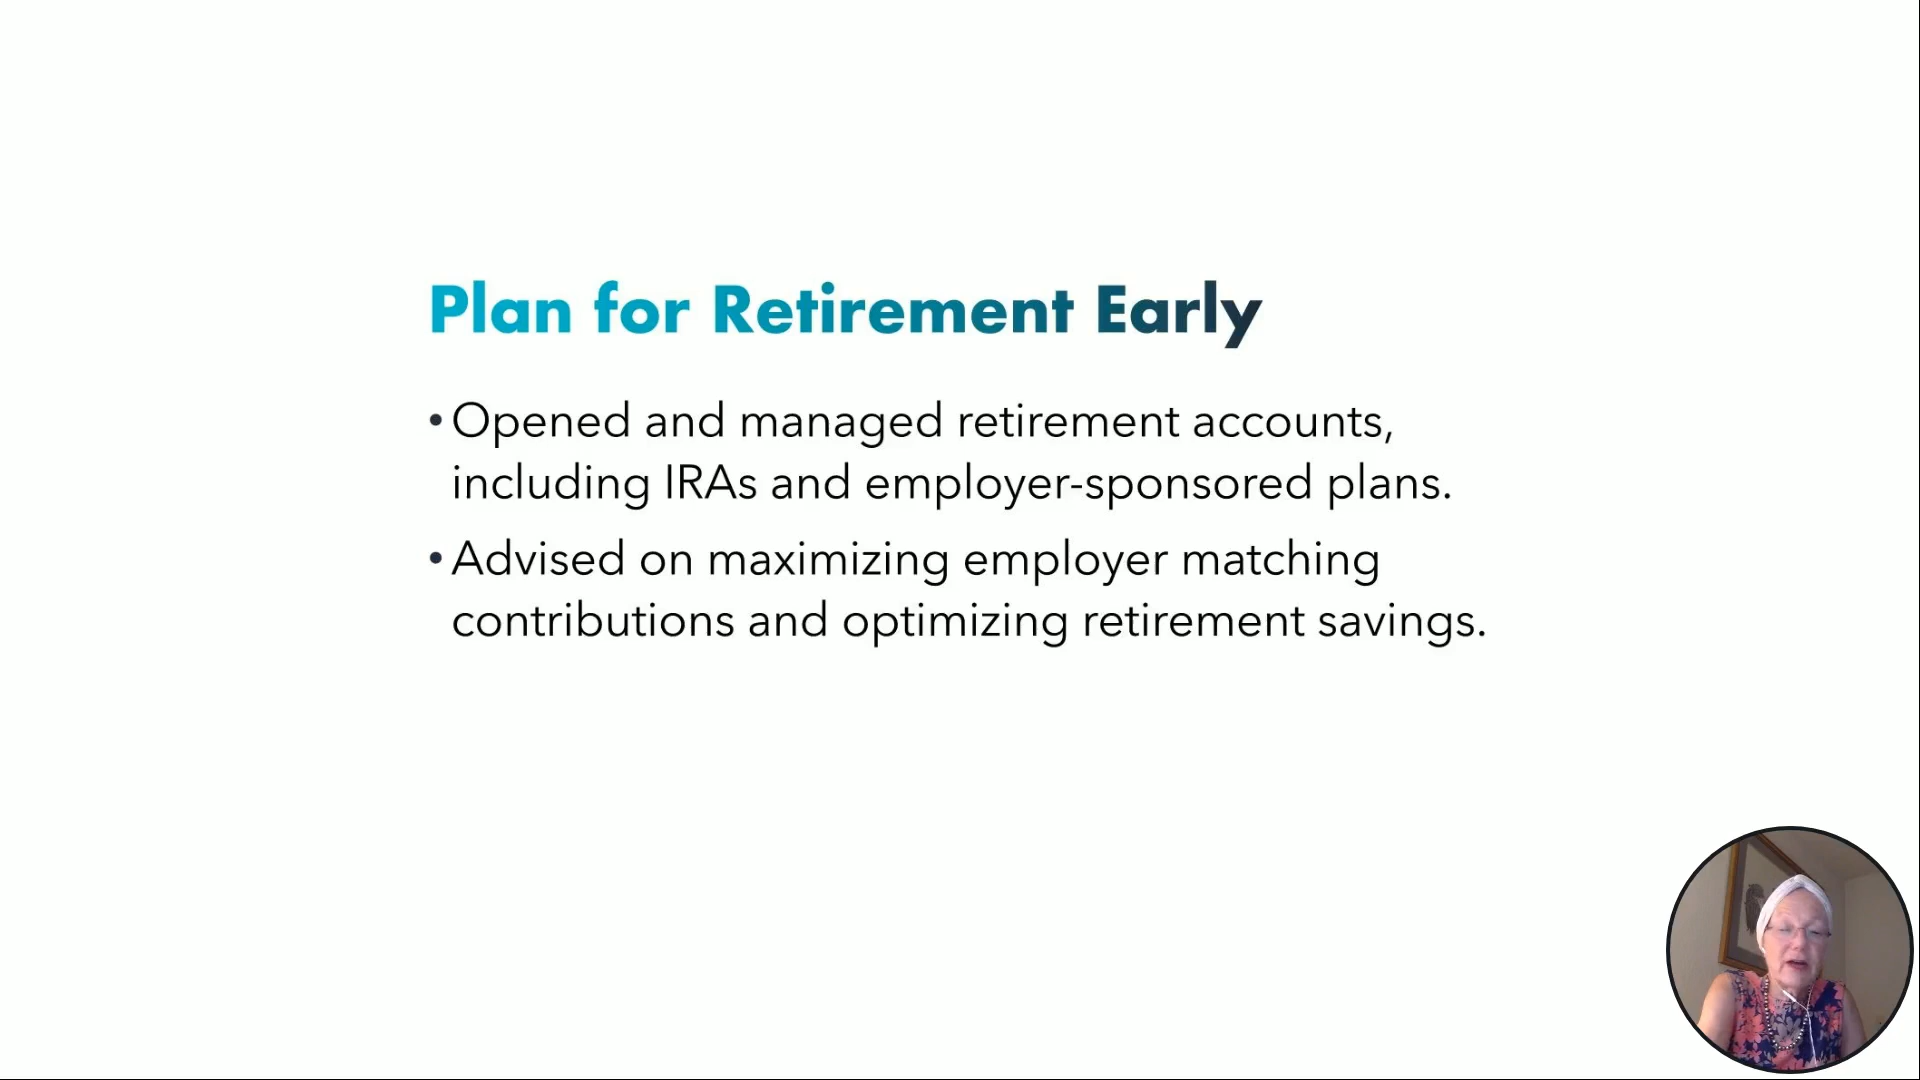 Plan for Retirement Early
• Opened and managed retirement accounts,
including IRAs and employer-sponsored plans.
• Advised on maximizing employer matching
contributions and optimizing retirement savings.